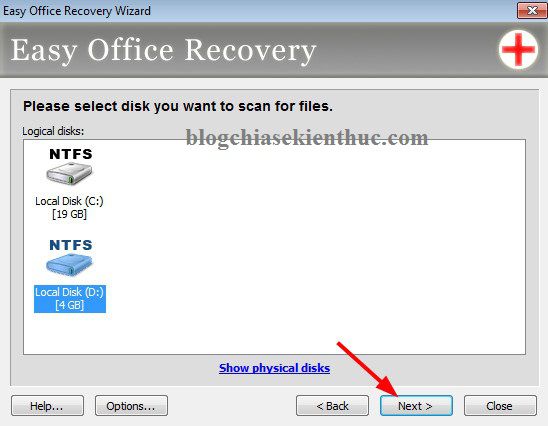 Easy Office Recovery Wizard
Easy Office Recovery
Please select disk you want to scan for files.
Logical disks:
blogchiasekienthuc.com
NTFS
Local Disk (C:)
[19 GB]
NTFS
Local Disk (D:)
[4 GB]
Show physical disks
Help...
Options...
< Back
Next >
Close